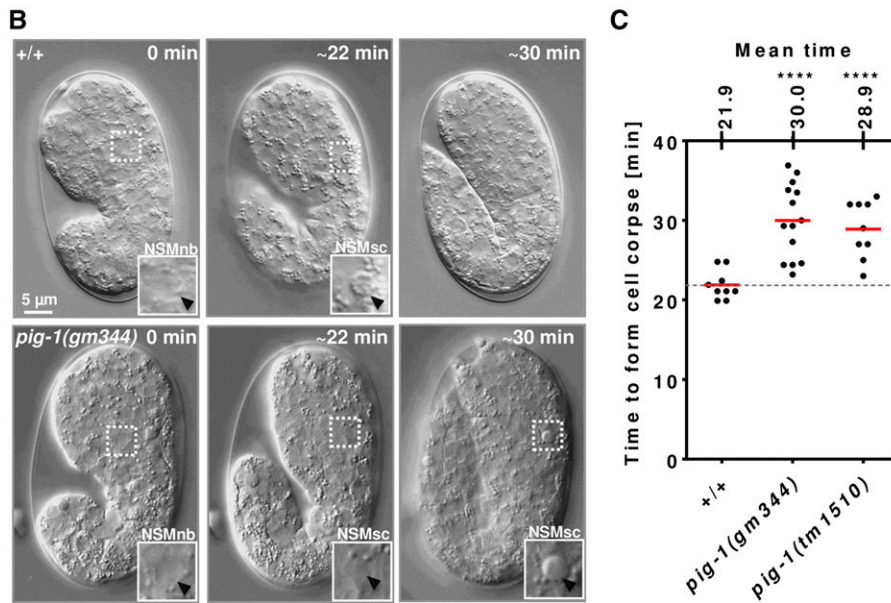 B
+/+ 0 min
~22 min
~30 min
NSMnb
NSMsc
5 µm
pig-1(gm344) 0 min
~22 min
~30 min
NSMnb
NSMsc
NSMsc
C
Mean time
**** ****
21.9 30.0 28.9
Time to form cell corpse [min]
40
30
20
10
0
+/+
pig-1(gm344)
pig-1(tm1510)